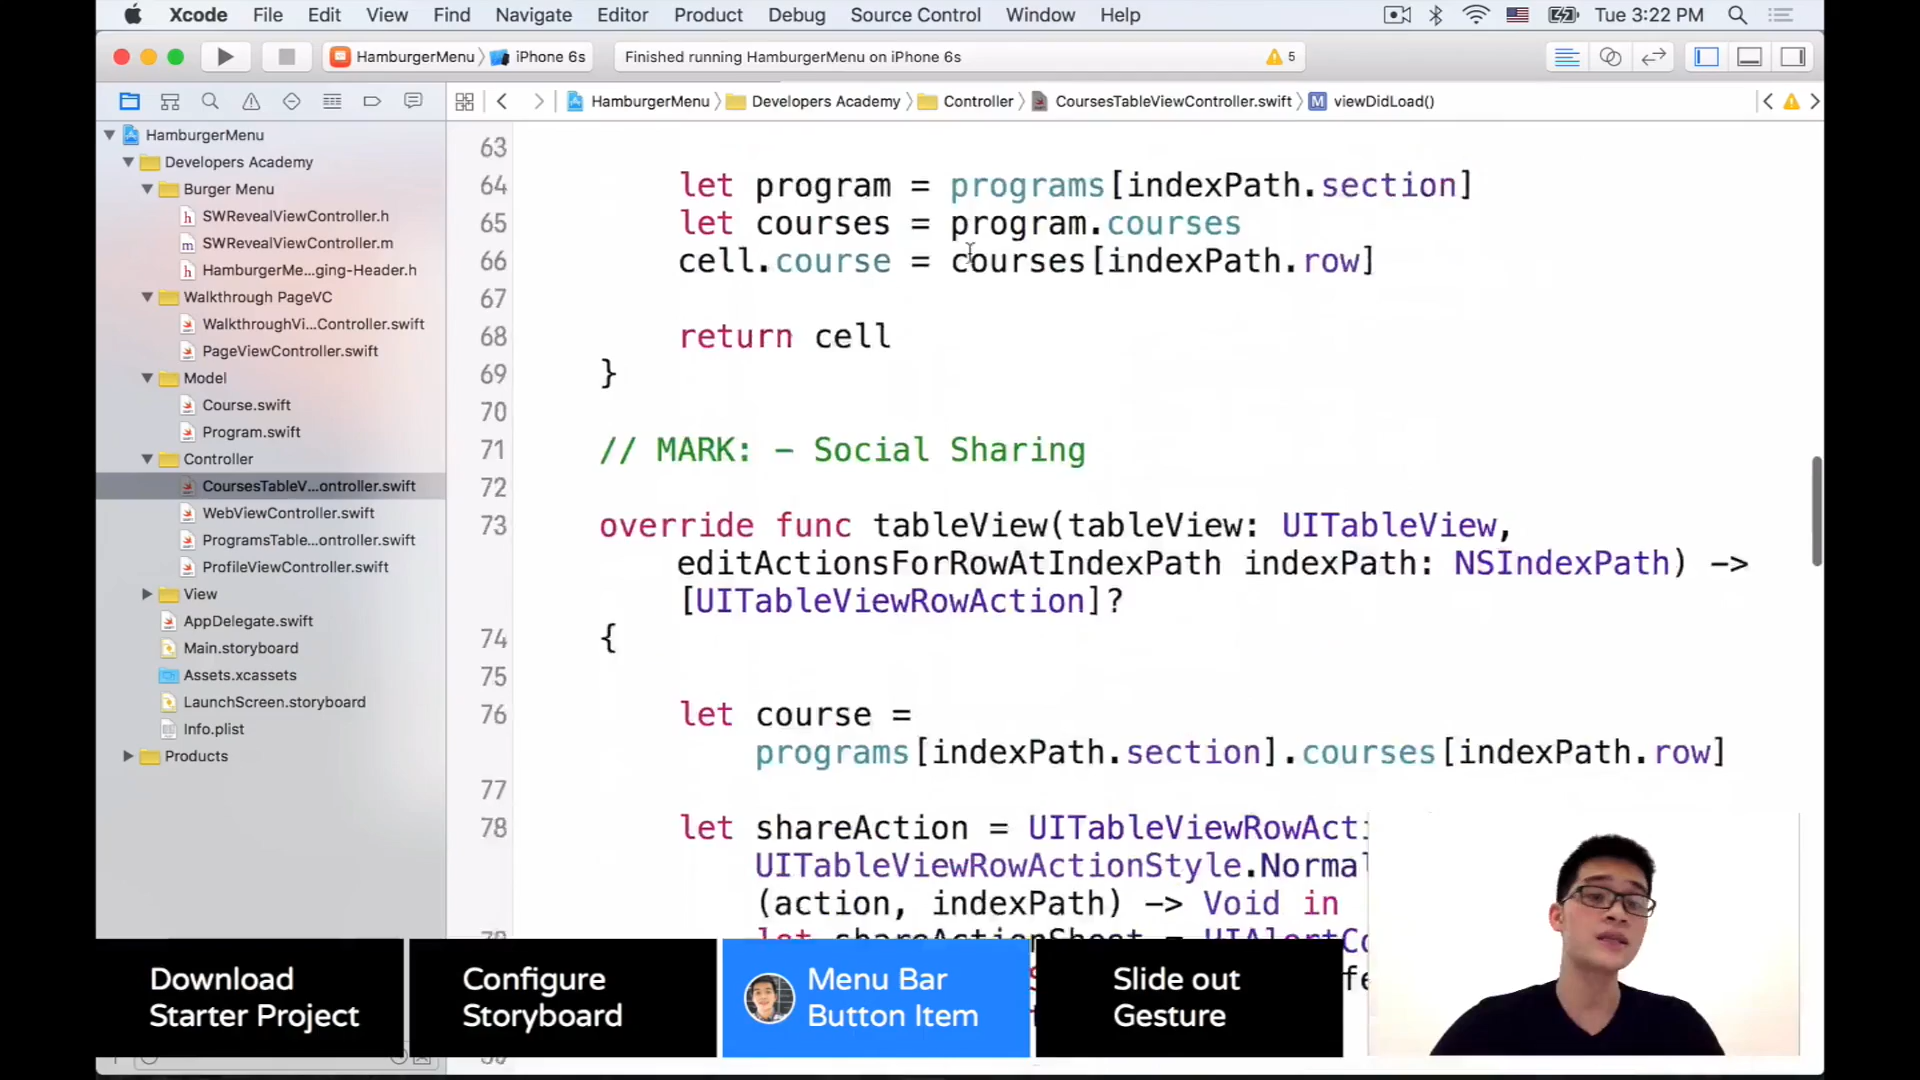 Xcode File Edit View Find Navigate Editor Product Debug Source Control Window Help Tue 3:22 PM
HamburgerMenu iPhone 6s Finished running HamburgerMenu on iPhone 6s 5
HamburgerMenu Developers Academy Controller CoursesTableViewController.swift M viewDidLoad()
HamburgerMenu
Developers Academy
Burger Menu
h SWRevealViewController.h
m SWRevealViewController.m
h HamburgerMe...ging-Header.h
Walkthrough PageVC
WalkthroughVi...Controller.swift
PageViewController.swift
Model
Course.swift
Program.swift
Controller
CoursesTableV...ontroller.swift
WebViewController.swift
ProgramsTable...ontroller.swift
ProfileViewController.swift
View
AppDelegate.swift
Main.storyboard
Assets.xcassets
LaunchScreen.storyboard
Info.plist
Products
63
64 let program = programs[indexPath.section]
65 let courses = program.courses
66 cell.course = courses[indexPath.row]
67
68 return cell
69 }
70
71 // MARK: - Social Sharing
72
73 override func tableView(tableView: UITableView,
editActionsForRowAtIndexPath indexPath: NSIndexPath) ->
[UITableViewRowAction]?
74 {
75
76 let course =
programs[indexPath.section].courses[indexPath.row]
77
78 let shareAction = UITableViewRowActi
UITableViewRowActionStyle.Norma
(action, indexPath) -> Void in
let shareActionSheet = UIAlertCo
Download
Starter Project
Configure
Storyboard
Menu Bar
Button Item
Slide out
Gesture